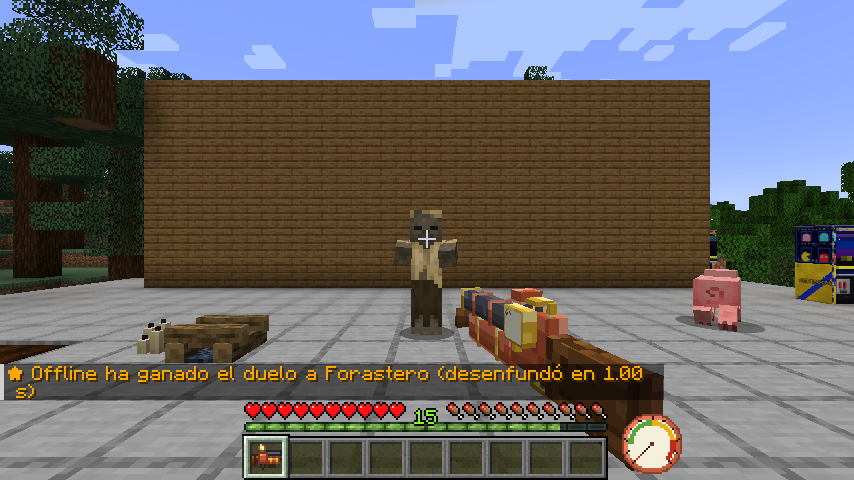 ★ Offline ha ganado el duelo a Forastero (desenfundó en 1.00
s)
15